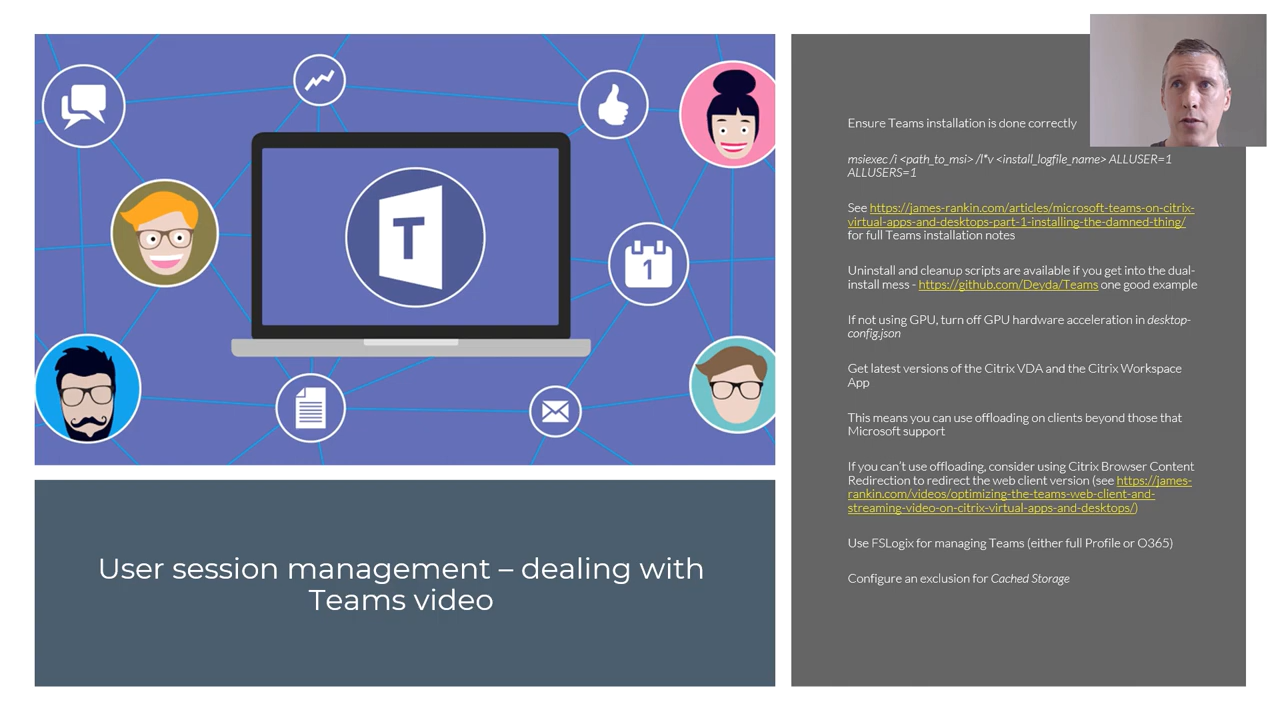 T
1
User session management – dealing with
Teams video
Ensure Teams installation is done correctly
msiexec /i <path_to_msi> /l*v <install_logfile_name> ALLUSER=1
ALLUSERS=1
See https://james-rankin.com/articles/microsoft-teams-on-citrix-
virtual-apps-and-desktops-part-1-installing-the-damned-thing/
for full Teams installation notes
Uninstall and cleanup scripts are available if you get into the dual-
install mess - https://github.com/Deyda/Teams one good example
If not using GPU, turn off GPU hardware acceleration in desktop-
config.json
Get latest versions of the Citrix VDA and the Citrix Workspace
App
This means you can use offloading on clients beyond those that
Microsoft support
If you can't use offloading, consider using Citrix Browser Content
Redirection to redirect the web client version (see https://james-
rankin.com/videos/optimizing-the-teams-web-client-and-
streaming-video-on-citrix-virtual-apps-and-desktops/)
Use FSLogix for managing Teams (either full Profile or O365)
Configure an exclusion for Cached Storage